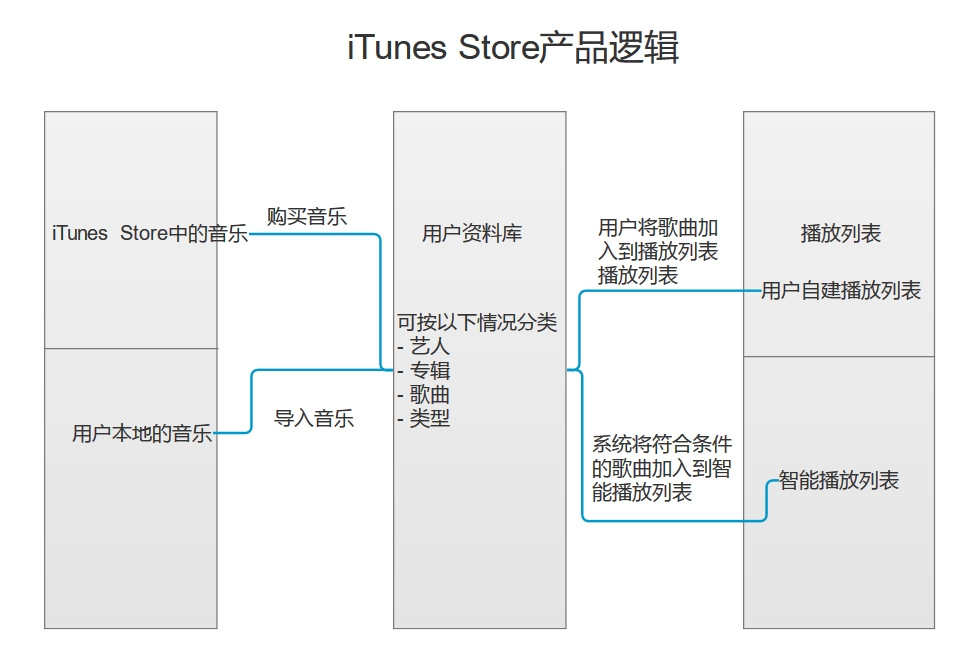 iTunes Store产品逻辑
iTunes Store中的音乐
购买音乐
用户本地的音乐
导入音乐
用户资料库
可按以下情况分类
- 艺人
- 专辑
- 歌曲
- 类型
用户将歌曲加
入到播放列表
播放列表
系统将符合条件
的歌曲加入到智
能播放列表
播放列表
用户自建播放列表
智能播放列表